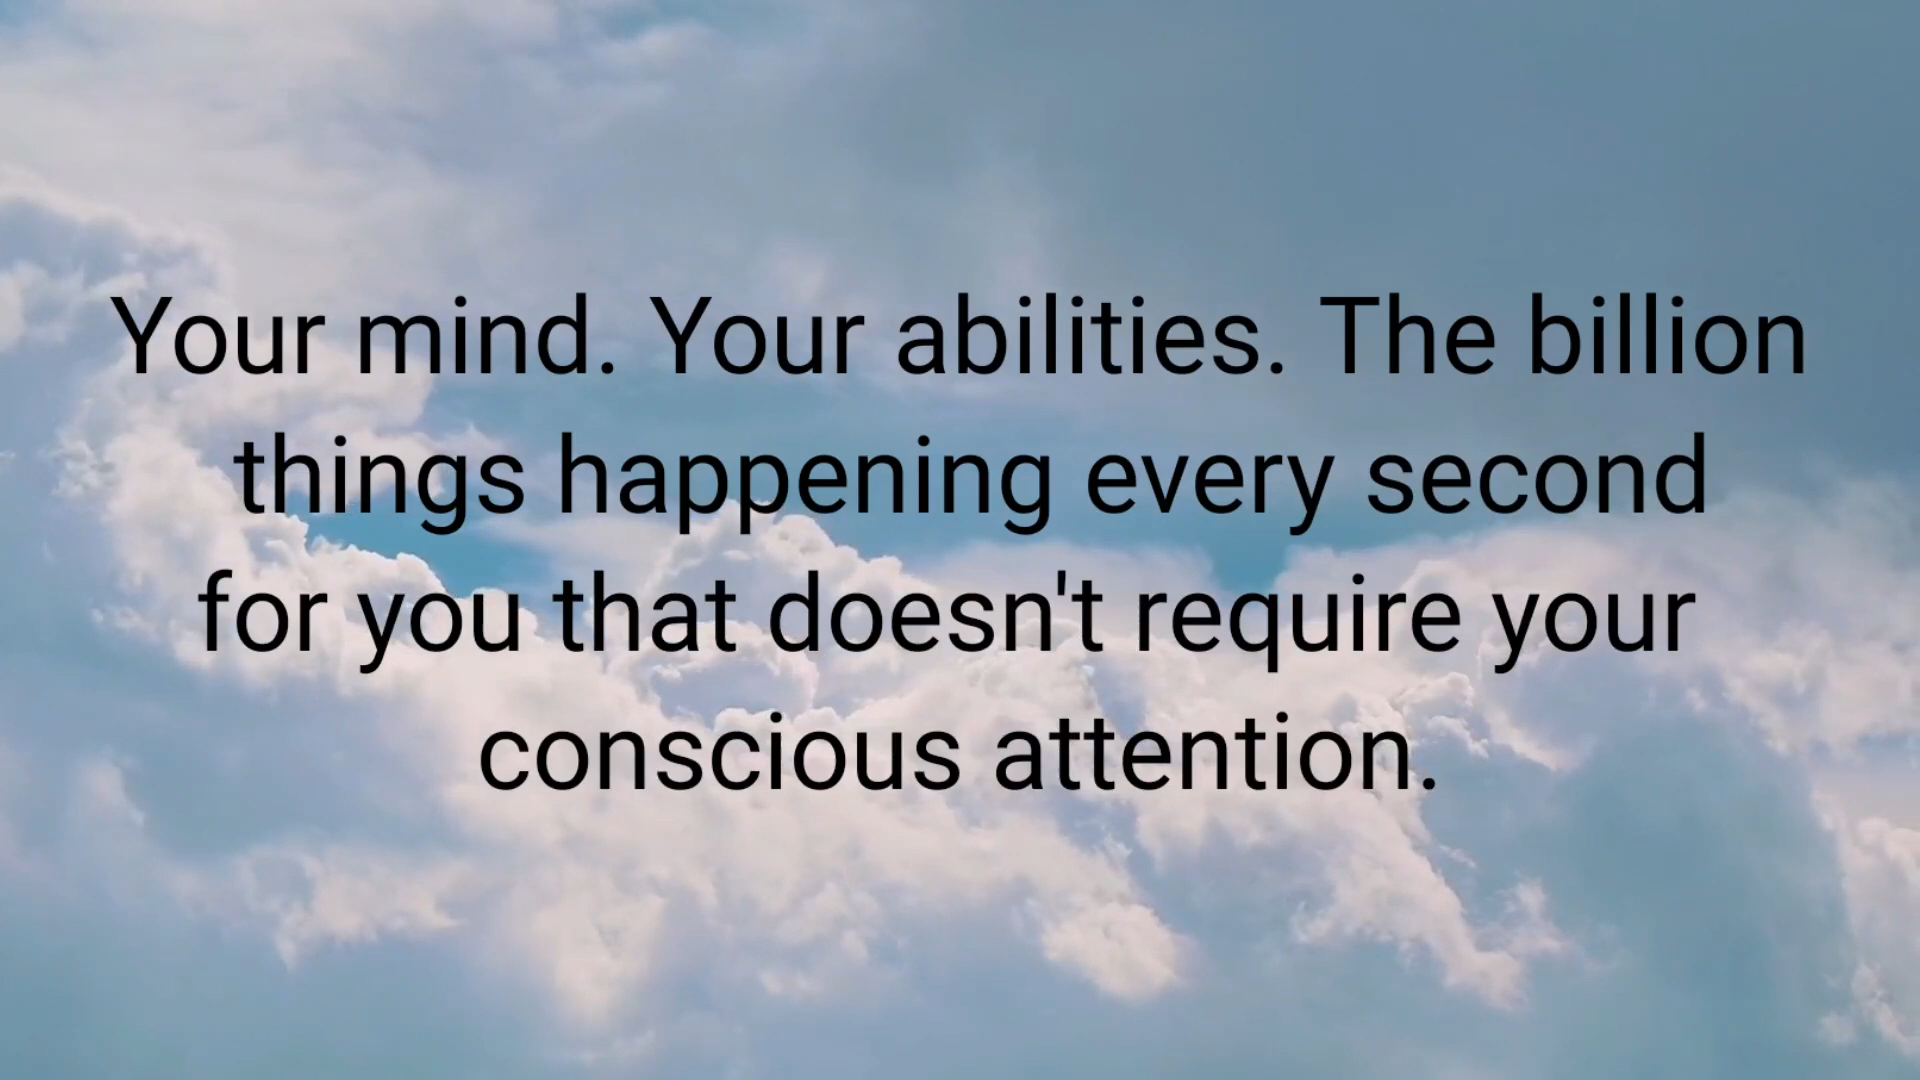 Your mind. Your abilities. The billion
things happening every second
for you that doesn't require your
conscious attention.